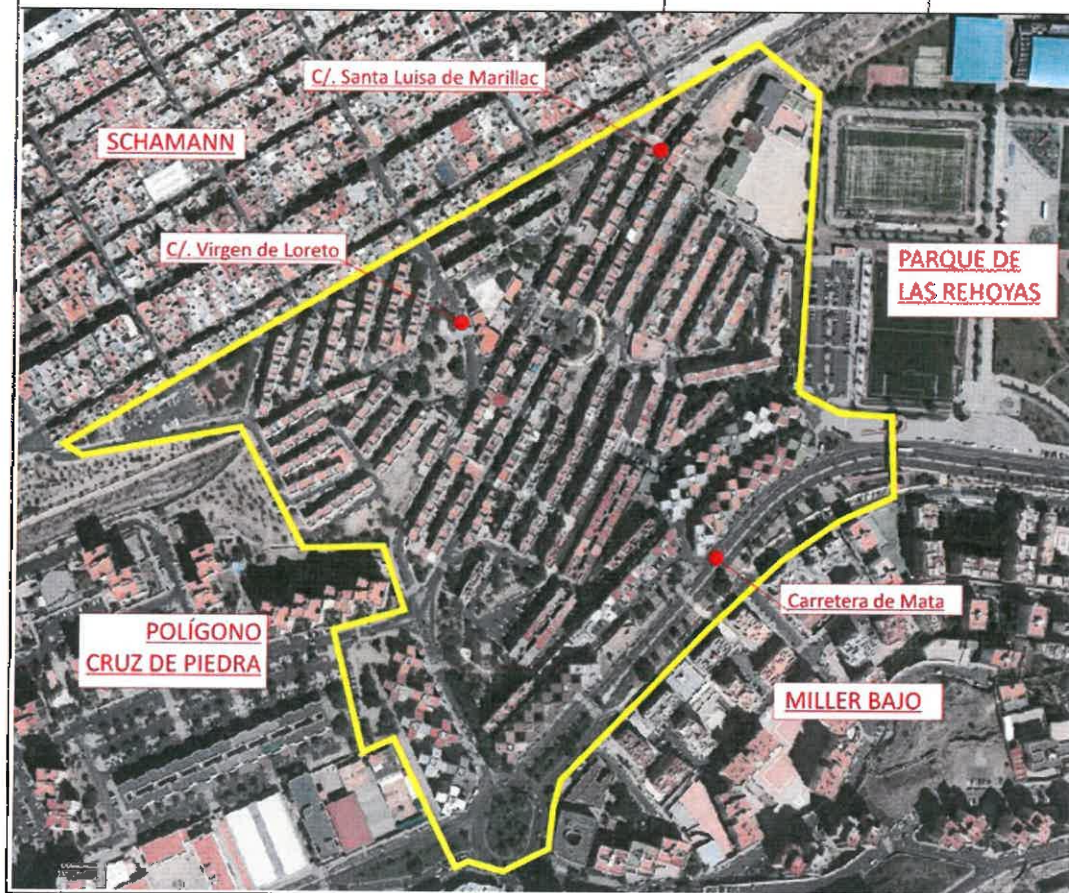 C/. Santa Luisa de Marillac
SCHAMANN
C/. Virgen de Loreto
PARQUE DE
LAS REHOYAS
Carretera de Mata
POLÍGONO
CRUZ DE PIEDRA
MILLER BAJO